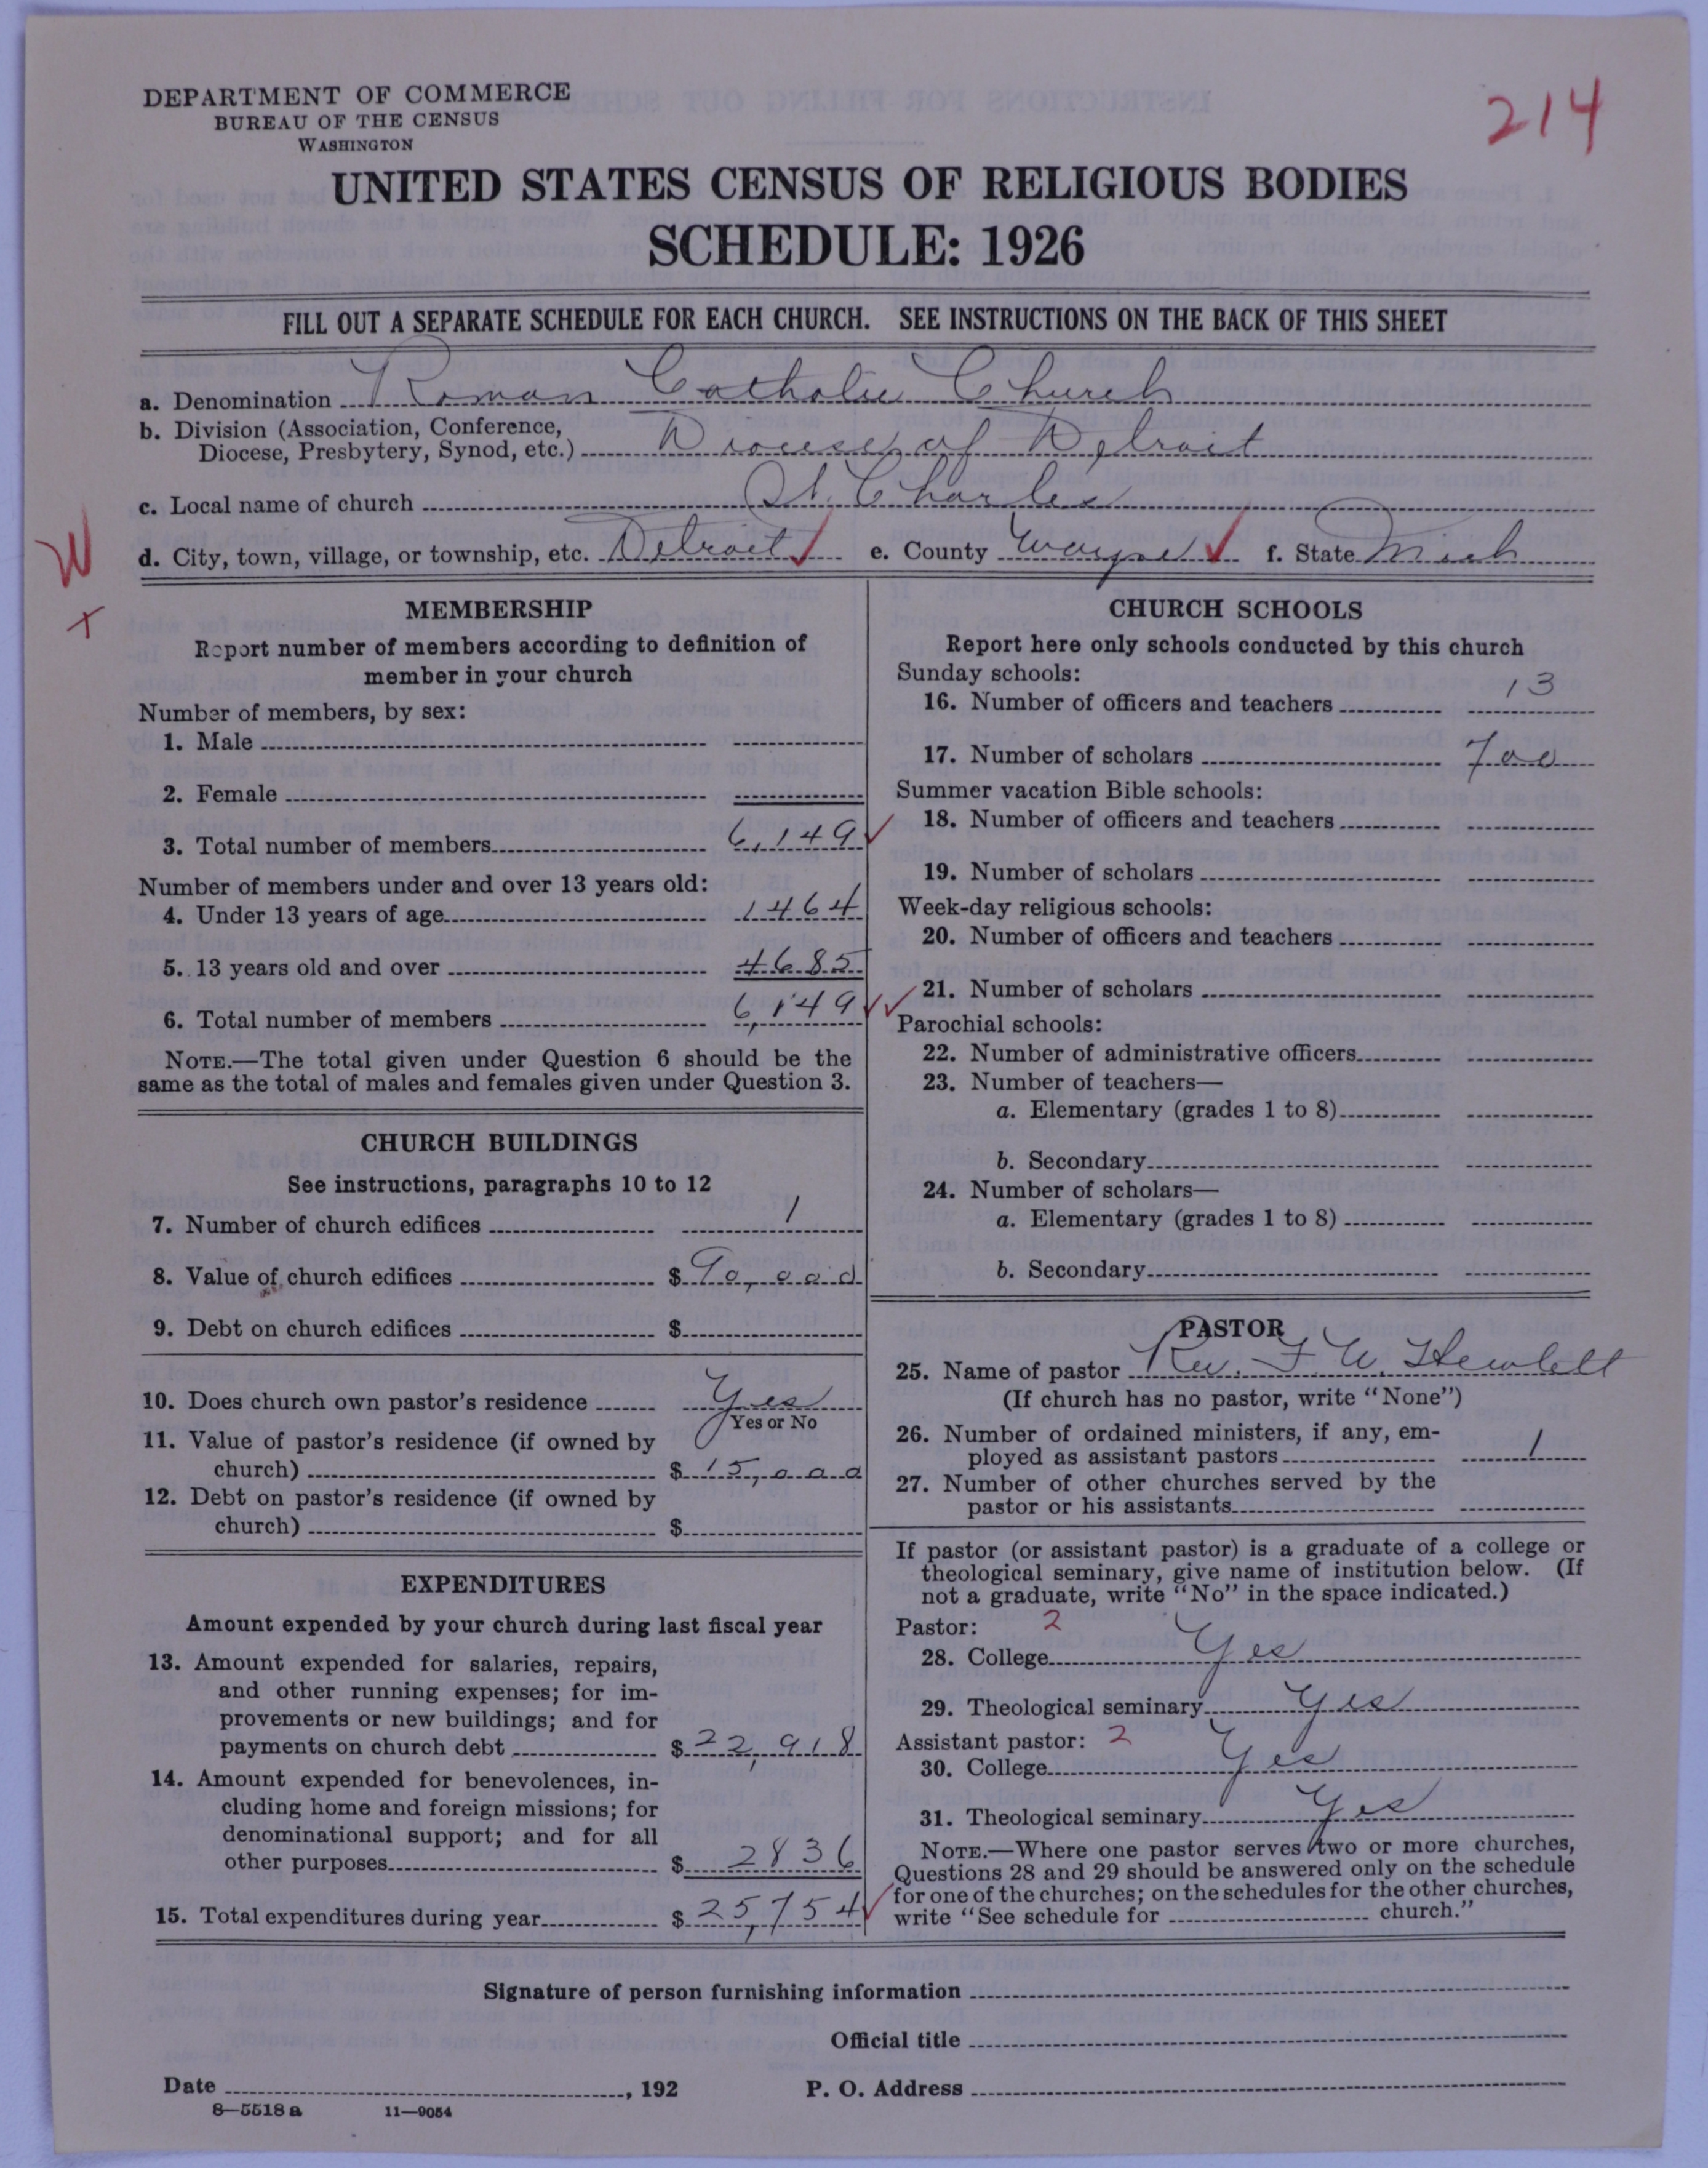 DEPARTMENT OF COMMERCE
BUREAU OF THE CENSUS
WASHINGTON
214
UNITED STATES CENSUS OF RELIGIOUS BODIES
SCHEDULE: 1926
FILL OUT A SEPARATE SCHEDULE FOR EACH CHURCH. SEE INSTRUCTIONS ON THE BACK OF THIS SHEET
a. Denomination Roman Catholic Church
b. Division (Association, Conference,
Diocese, Presbytery, Synod, etc.) Diocese of Detroit
c. Local name of church St. Charles
W
d. City, town, village, or township, etc. Detroit ✓ e. County Wayne ✓ f. State Mich
+
MEMBERSHIP
Report number of members according to definition of
member in your church
Number of members, by sex:
1. Male
2. Female
3. Total number of members 6,149 ✓
Number of members under and over 13 years old:
4. Under 13 years of age 1464
5. 13 years old and over 4685
6. Total number of members 6,149 ✓✓
NOTE.—The total given under Question 6 should be the
same as the total of males and females given under Question 3.
CHURCH BUILDINGS
See instructions, paragraphs 10 to 12
7. Number of church edifices 1
8. Value of church edifices $ 90,000
9. Debt on church edifices $
10. Does church own pastor's residence Yes
Yes or No
11. Value of pastor's residence (if owned by
church) $ 15,000
12. Debt on pastor's residence (if owned by
church) $
EXPENDITURES
Amount expended by your church during last fiscal year
13. Amount expended for salaries, repairs,
and other running expenses; for im-
provements or new buildings; and for
payments on church debt $ 22,918
14. Amount expended for benevolences, in-
cluding home and foreign missions; for
denominational support; and for all
other purposes $ 2836
15. Total expenditures during year $ 25,754 ✓
CHURCH SCHOOLS
Report here only schools conducted by this church
Sunday schools:
16. Number of officers and teachers 13
17. Number of scholars 700
Summer vacation Bible schools:
18. Number of officers and teachers
19. Number of scholars
Week-day religious schools:
20. Number of officers and teachers
21. Number of scholars
Parochial schools:
22. Number of administrative officers
23. Number of teachers—
a. Elementary (grades 1 to 8)
b. Secondary
24. Number of scholars—
a. Elementary (grades 1 to 8)
b. Secondary
PASTOR
25. Name of pastor Rev. F. W. Hewlett
(If church has no pastor, write "None")
26. Number of ordained ministers, if any, em-
ployed as assistant pastors 1
27. Number of other churches served by the
pastor or his assistants
If pastor (or assistant pastor) is a graduate of a college or
theological seminary, give name of institution below. (If
not a graduate, write "No" in the space indicated.)
Pastor: 2
28. College Yes
29. Theological seminary Yes
Assistant pastor: 2
30. College Yes
31. Theological seminary Yes
NOTE.—Where one pastor serves two or more churches,
Questions 28 and 29 should be answered only on the schedule
for one of the churches; on the schedules for the other churches,
write "See schedule for church."
Signature of person furnishing information
Official title
Date , 192 P. O. Address
8—5518 a 11—9054